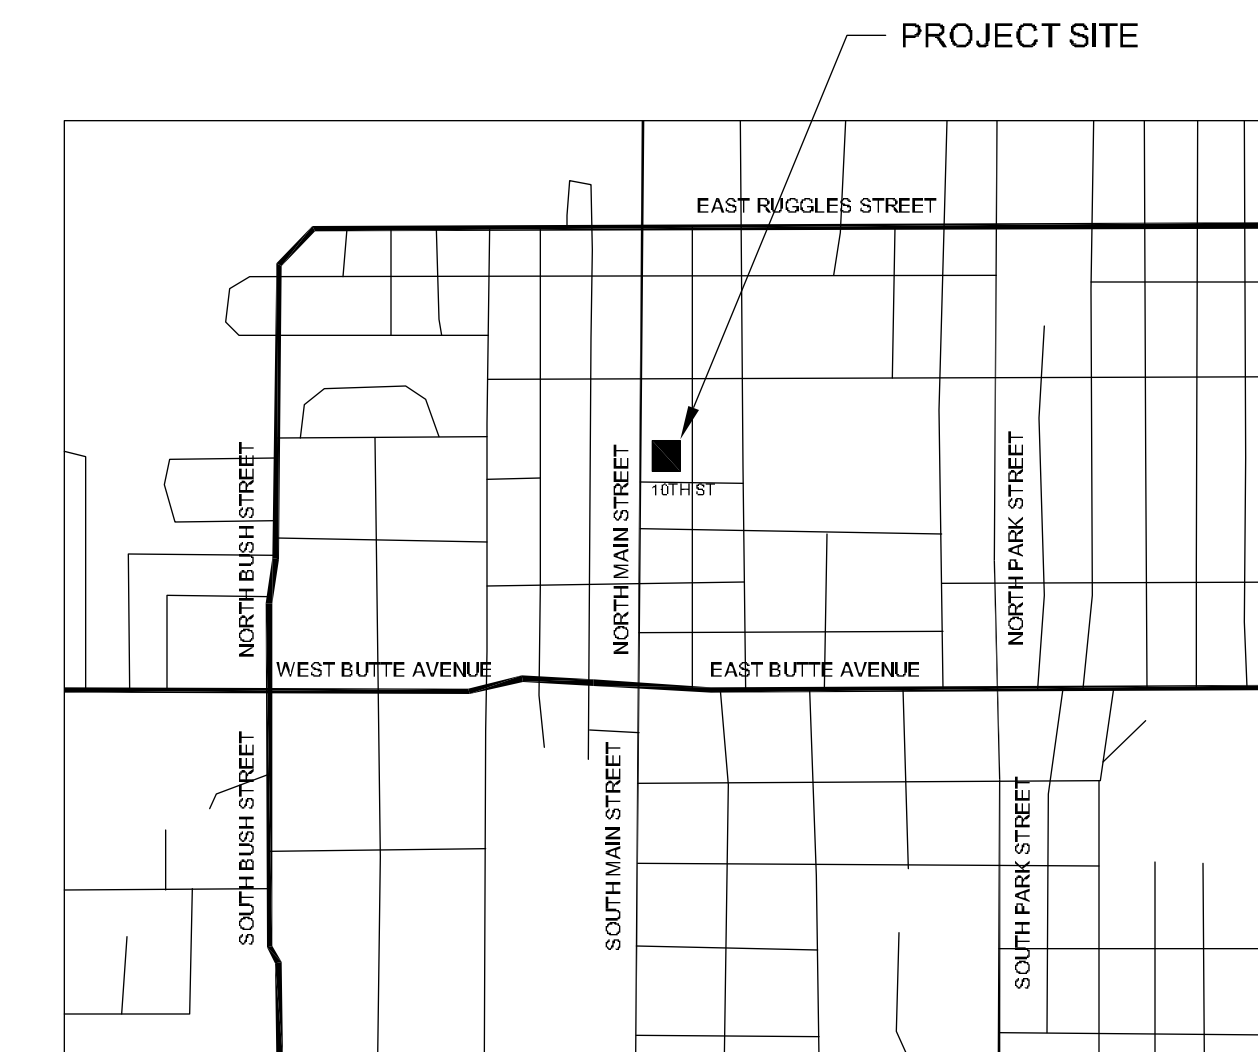 PROJECT SITE
EAST RUGGLES STREET
NORTH BUSH STREET
NORTH MAIN STREET
10TH ST
NORTH PARK STREET
WEST BUTTE AVENUE
EAST BUTTE AVENUE
SOUTH BUSH STREET
SOUTH MAIN STREET
SOUTH PARK STREET